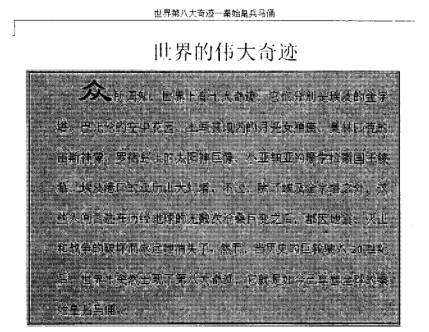 世界第八大奇迹—秦始皇兵马俑
世界的伟大奇迹
众所周知，世界上有七大奇迹，它们分别是埃及的金字
塔、巴比伦的空中花园、土耳其境内的月亮女神庙、奥林匹亚的
宙斯神像、罗德岛上的太阳神巨像、小亚细亚的摩索拉斯国王陵
墓、埃及港口的亚历山大灯塔。不过，除了埃及金字塔之外，这
些人间奇迹在历经地球的无数次沧桑巨变之后，都因地震、火山
和战争的破坏而永远地消失了。然而，当历史的巨轮驶入20世纪
后，世界上突然出现了第八大奇迹，它就是如今已享誉全球的秦
始皇兵马俑。